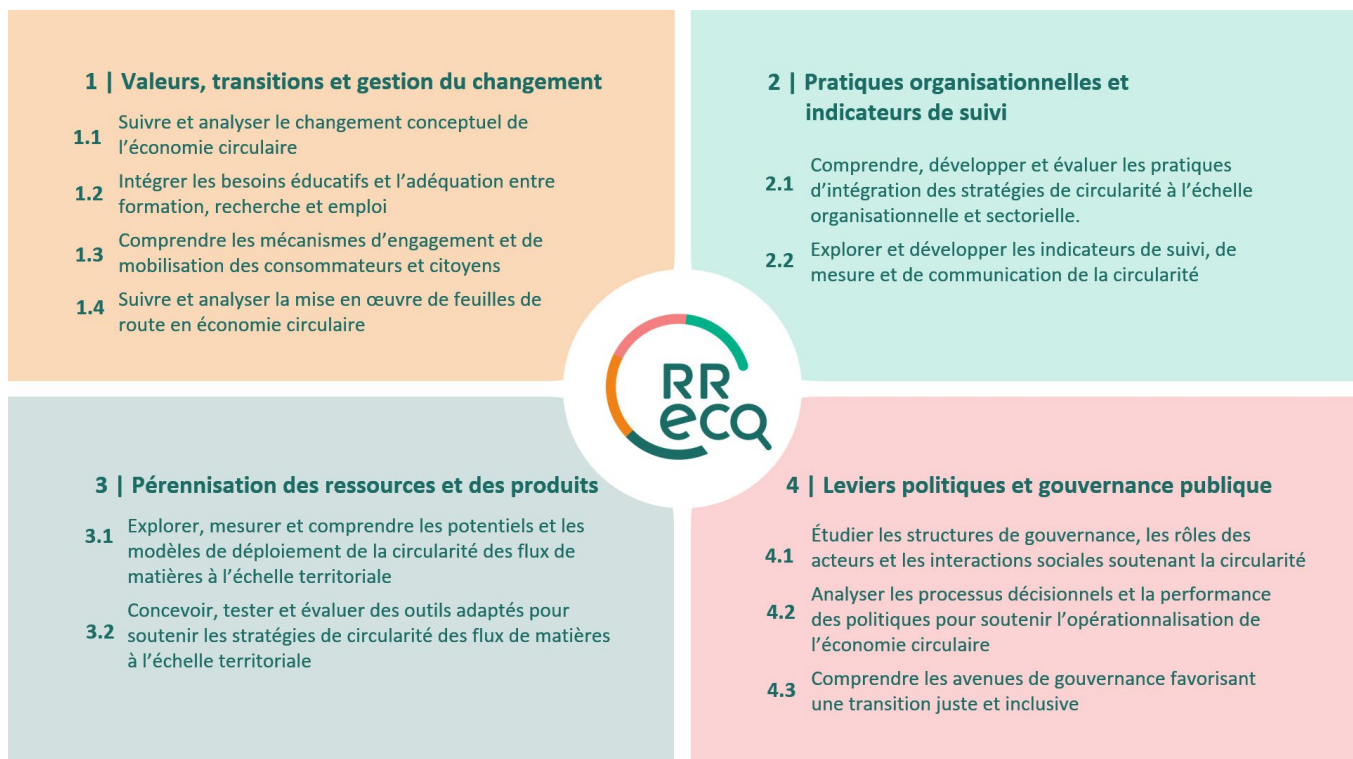 1 | Valeurs, transitions et gestion du changement
1.1 Suivre et analyser le changement conceptuel de
l’économie circulaire
1.2 Intégrer les besoins éducatifs et l’adéquation entre
formation, recherche et emploi
1.3 Comprendre les mécanismes d’engagement et de
mobilisation des consommateurs et citoyens
1.4 Suivre et analyser la mise en œuvre de feuilles de
route en économie circulaire
2 | Pratiques organisationnelles et
indicateurs de suivi
2.1 Comprendre, développer et évaluer les pratiques
d’intégration des stratégies de circularité à l’échelle
organisationnelle et sectorielle.
2.2 Explorer et développer les indicateurs de suivi, de
mesure et de communication de la circularité
RR
ecq
3 | Pérennisation des ressources et des produits
3.1 Explorer, mesurer et comprendre les potentiels et les
modèles de déploiement de la circularité des flux de
matières à l’échelle territoriale
3.2 Concevoir, tester et évaluer des outils adaptés pour
soutenir les stratégies de circularité des flux de matières
à l’échelle territoriale
4 | Leviers politiques et gouvernance publique
4.1 Étudier les structures de gouvernance, les rôles des
acteurs et les interactions sociales soutenant la circularité
4.2 Analyser les processus décisionnels et la performance
des politiques pour soutenir l’opérationnalisation de
l’économie circulaire
4.3 Comprendre les avenues de gouvernance favorisant
une transition juste et inclusive